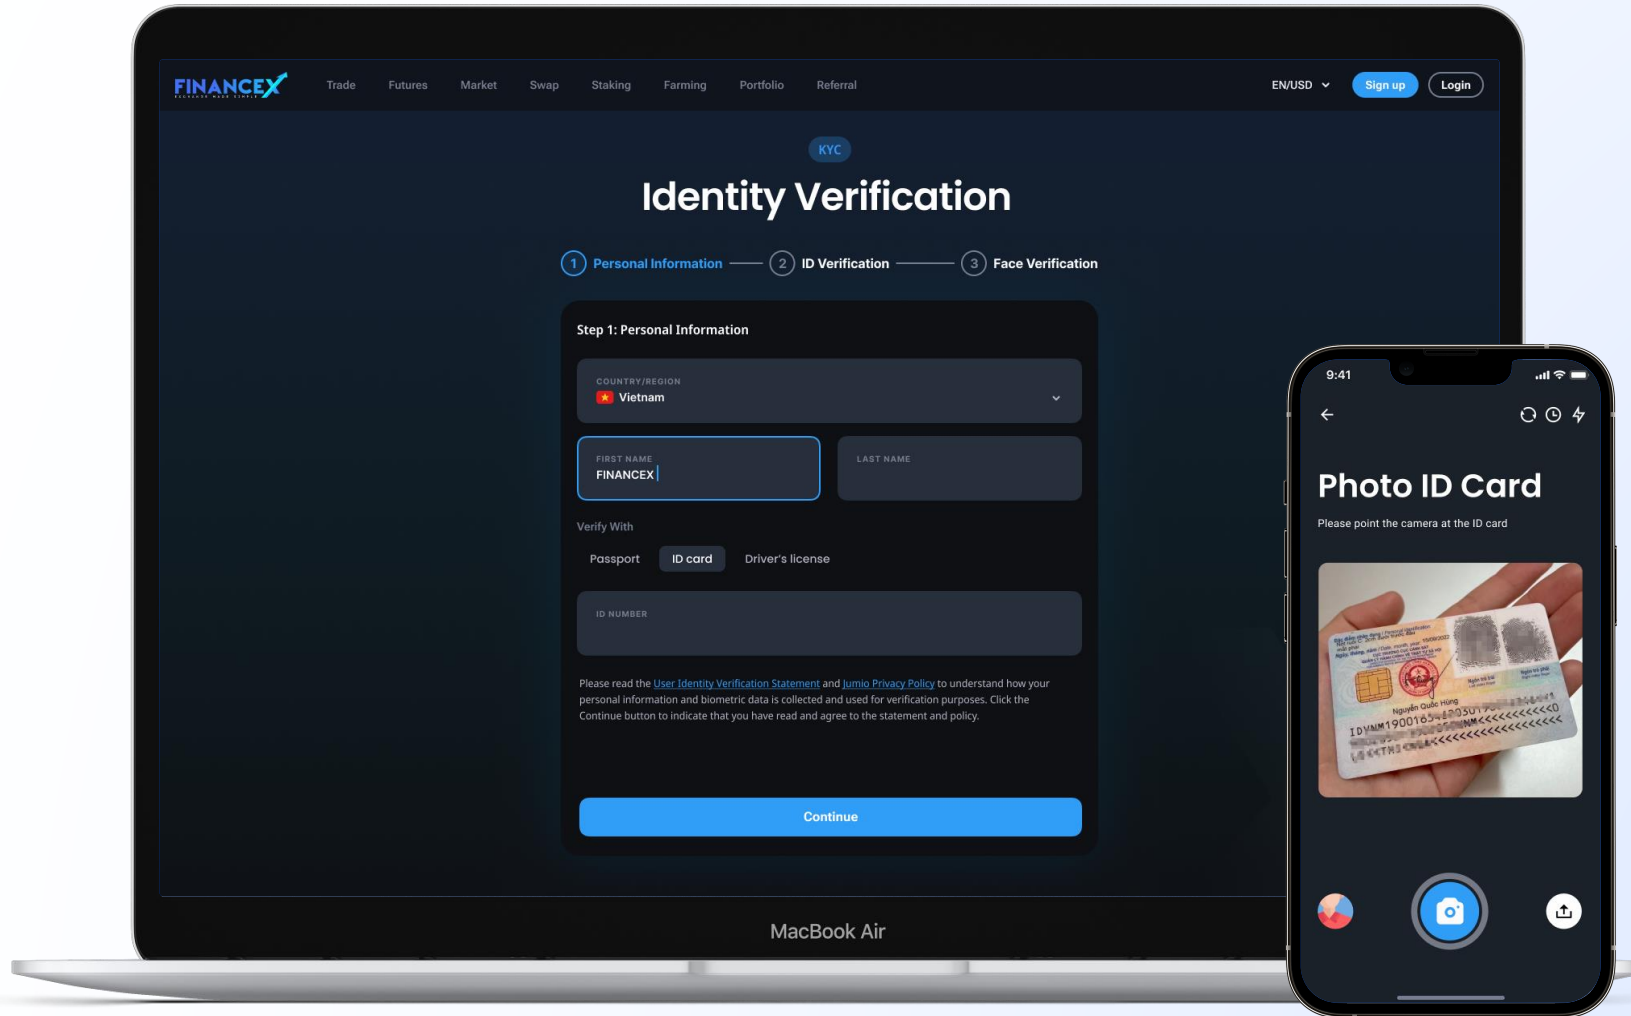 FINANCEX
EXCHANGE MADE SIMPLE
Trade
Futures
Market
Swap
Staking
Farming
Portfolio
Referral
EN/USD
Sign up
Login
KYC
Identity Verification
1 Personal Information
2 ID Verification
3 Face Verification
Step 1: Personal Information
COUNTRY/REGION
Vietnam
FIRST NAME
FINANCEX
LAST NAME
Verify With
Passport
ID card
Driver's license
ID NUMBER
Please read the User Identity Verification Statement and Jumio Privacy Policy to understand how your
personal information and biometric data is collected and used for verification purposes. Click the
Continue button to indicate that you have read and agree to the statement and policy.
Continue
MacBook Air
9:41
Photo ID Card
Please point the camera at the ID card
Nguyễn Quốc Hùng